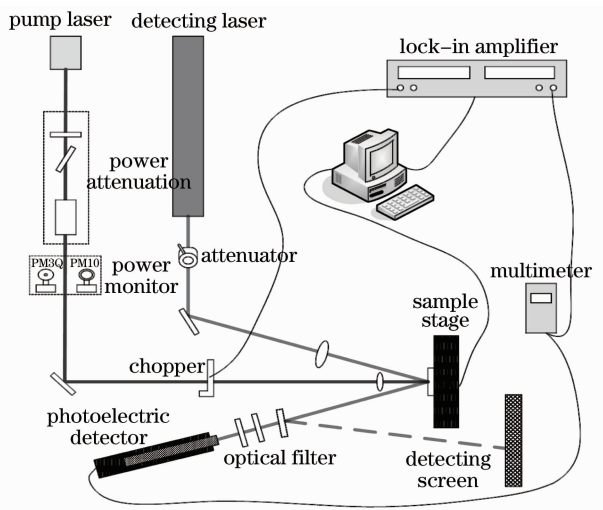 pump laser
detecting laser
lock-in amplifier
power
attenuation
PM3Q
PM10
power
monitor
attenuator
multimeter
sample
stage
chopper
photoelectric
detector
optical filter
detecting
screen